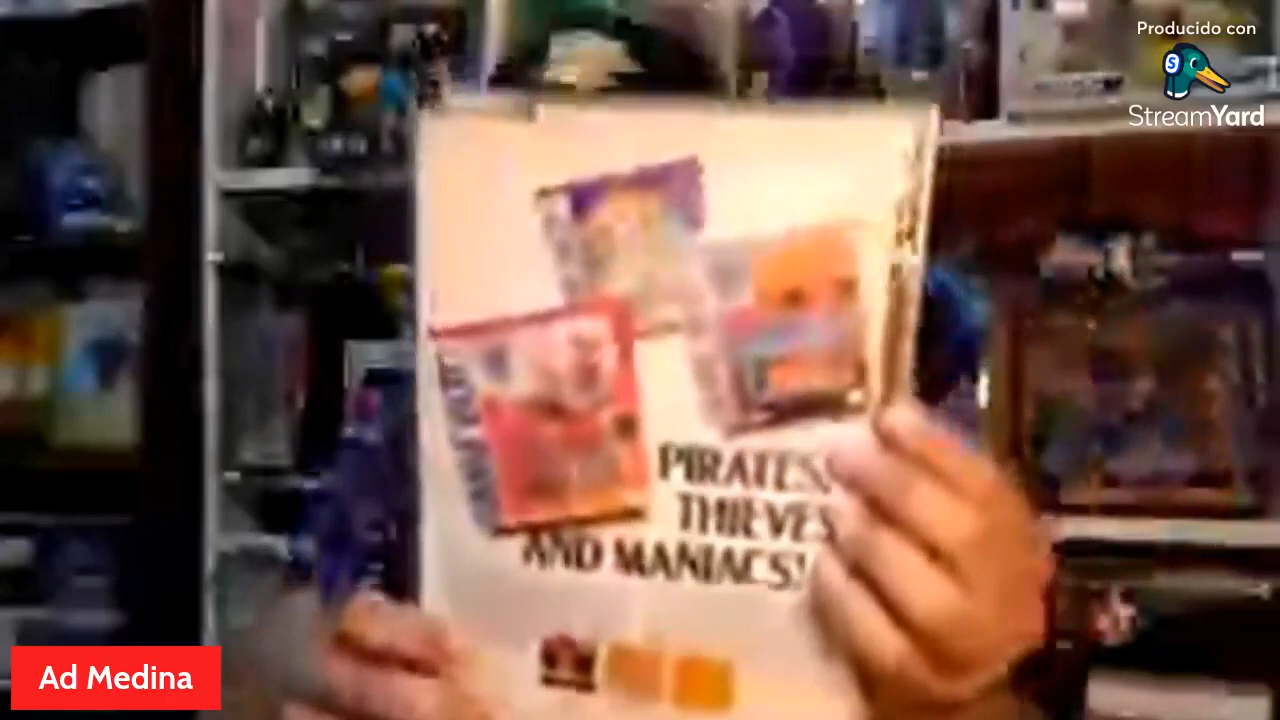 Producido con
StreamYard
PIRATES,
THIEVES
AND MANIACS!
Ad Medina